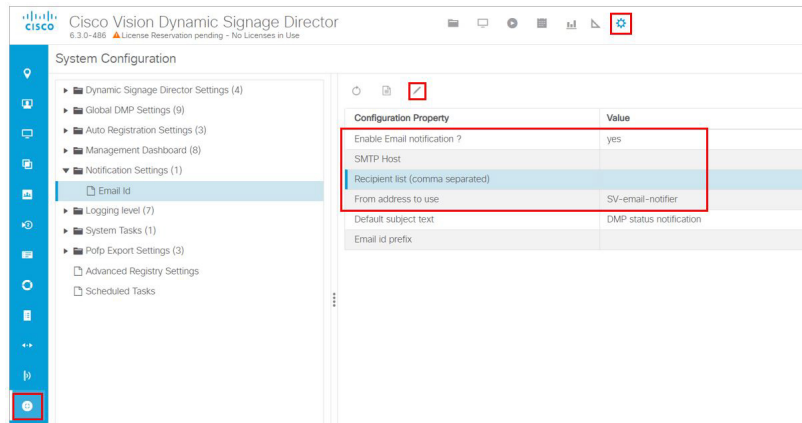 CISCO
Cisco Vision Dynamic Signage Director
6.3.0-486 License Reservation pending - No Licenses in Use
System Configuration
Dynamic Signage Director Settings (4)
Global DMP Settings (9)
Auto Registration Settings (3)
Management Dashboard (8)
Notification Settings (1)
Email Id
Logging level (7)
System Tasks (1)
Pofp Export Settings (3)
Advanced Registry Settings
Scheduled Tasks
Configuration Property Value
Enable Email notification ? yes
SMTP Host
Recipient list (comma separated)
From address to use SV-email-notifier
Default subject text DMP status notification
Email id prefix